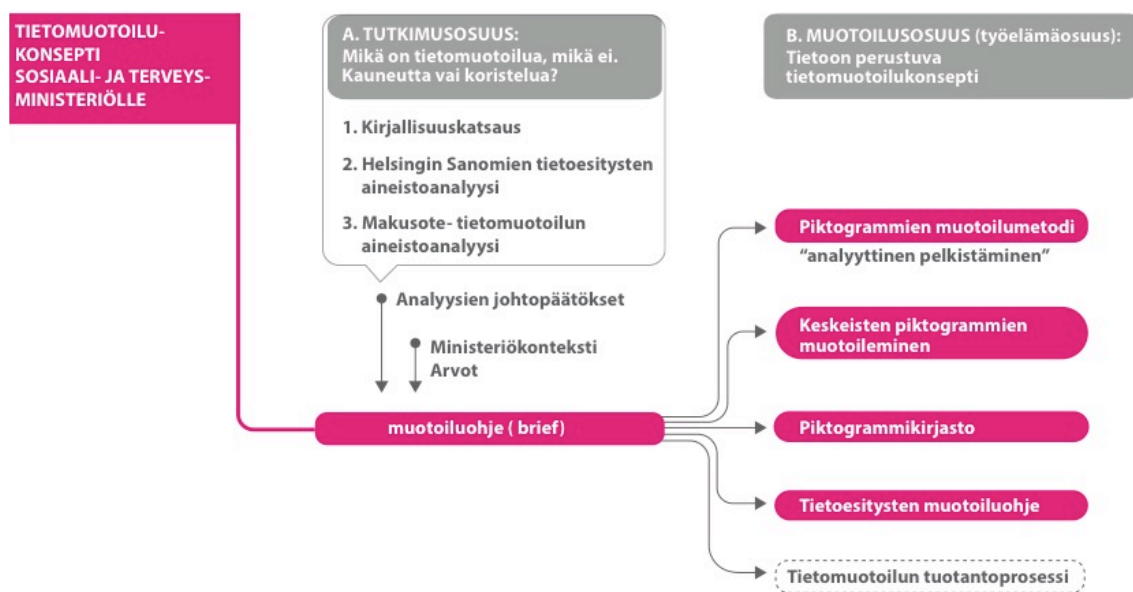 TIETOMUOTOILU-
KONSEPTI
SOSIAALI- JA TERVEYS-
MINISTERIÖLLE
A. TUTKIMUSOSUUS:
Mikä on tietomuotoilua, mikä ei.
Kauneutta vai koristelua?
1. Kirjallisuuskatsaus
2. Helsingin Sanomien tietoesitysten
aineistoanalyysi
3. Makusote- tietomuotoilun
aineistoanalyysi
Analyysien johtopäätökset
Ministeriökonteksti
Arvot
muotoiluohje ( brief)
B. MUOTOILUSOSUUS (työelämäosuus):
Tietoon perustuva
tietomuotoilukonsepti
Piktogrammien muotoilumetodi
“analyyttinen pelkistäminen”
Keskeisten piktogrammien
muotoileminen
Piktogrammikirjasto
Tietoesitysten muotoiluohje
Tietomuotoilun tuotantoprosessi